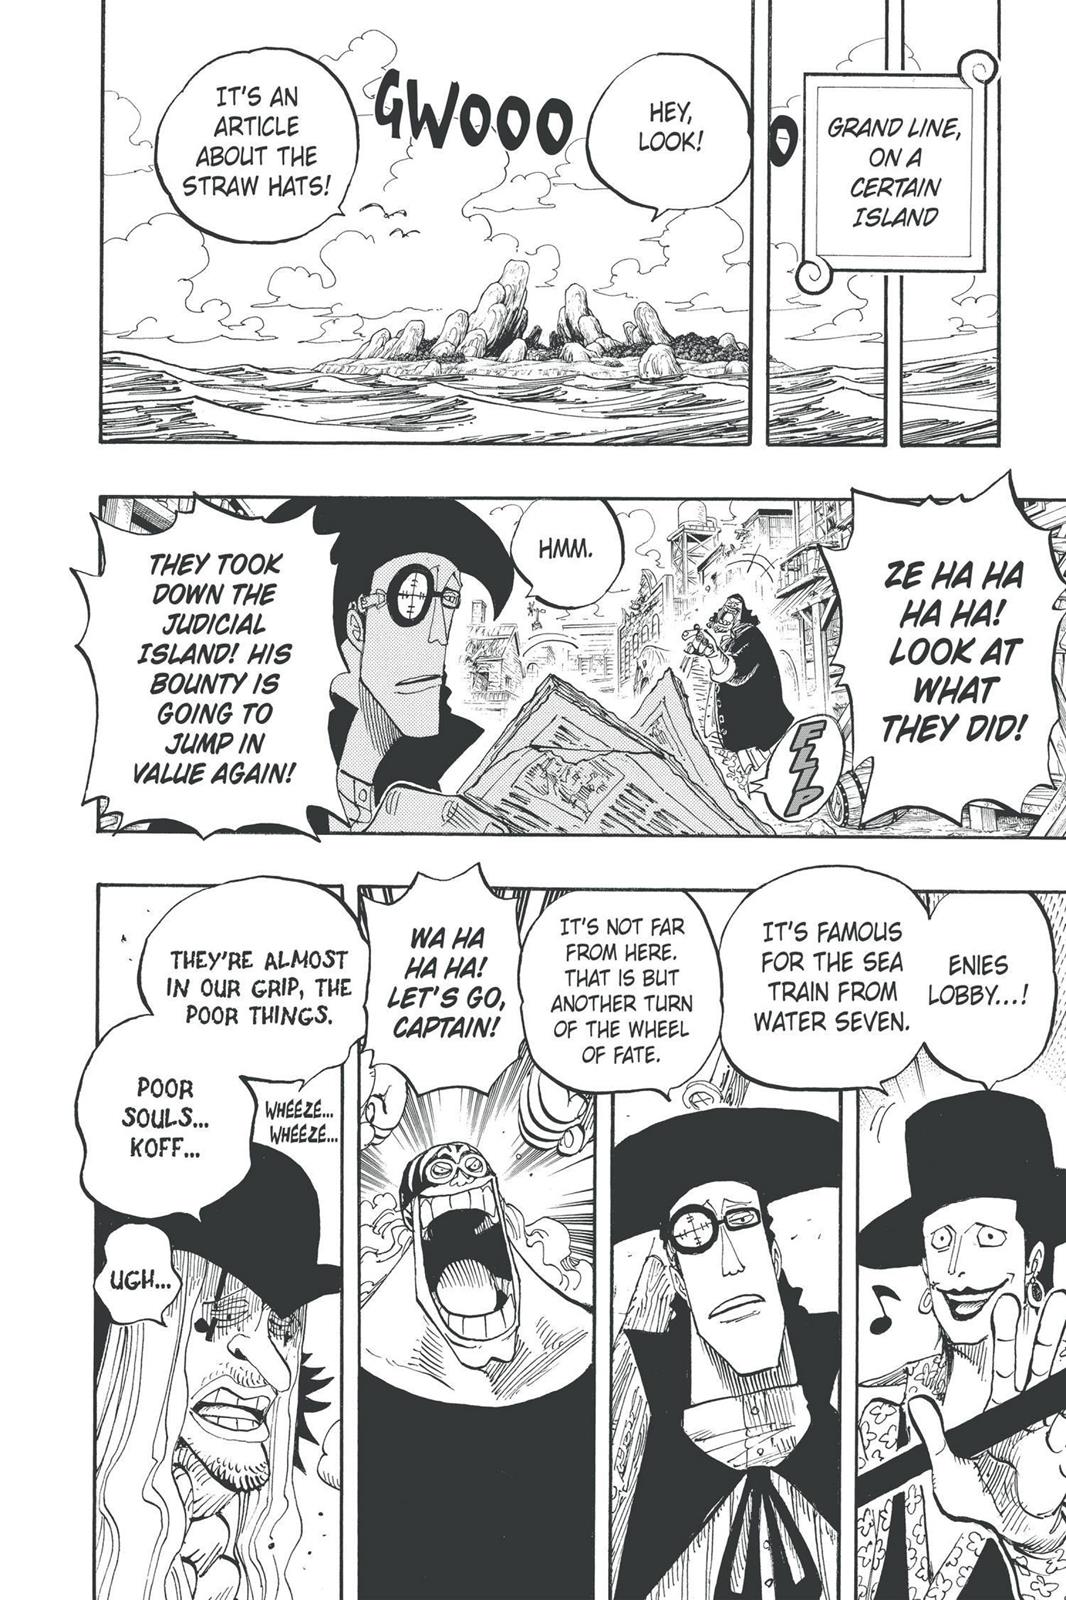 GRAND LINE,
ON A
CERTAIN
ISLAND
HEY,
LOOK!
GWOOO
O
IT'S AN
ARTICLE
ABOUT THE
STRAW HATS!
ZE HA HA
HA HA!
LOOK AT
WHAT
THEY DID!
FLIP
HMM.
THEY TOOK
DOWN THE
JUDICIAL
ISLAND! HIS
BOUNTY IS
GOING TO
JUMP IN
VALUE AGAIN!
ENIES
LOBBY...!
IT'S FAMOUS
FOR THE SEA
TRAIN FROM
WATER SEVEN.
IT'S NOT FAR
FROM HERE.
THAT IS BUT
ANOTHER TURN
OF THE WHEEL
OF FATE.
WA HA
HA HA!
LET'S GO,
CAPTAIN!
THEY'RE ALMOST
IN OUR GRIP, THE
POOR THINGS.
WHEEZE...
WHEEZE...
POOR
SOULS...
KOFF...
UGH...